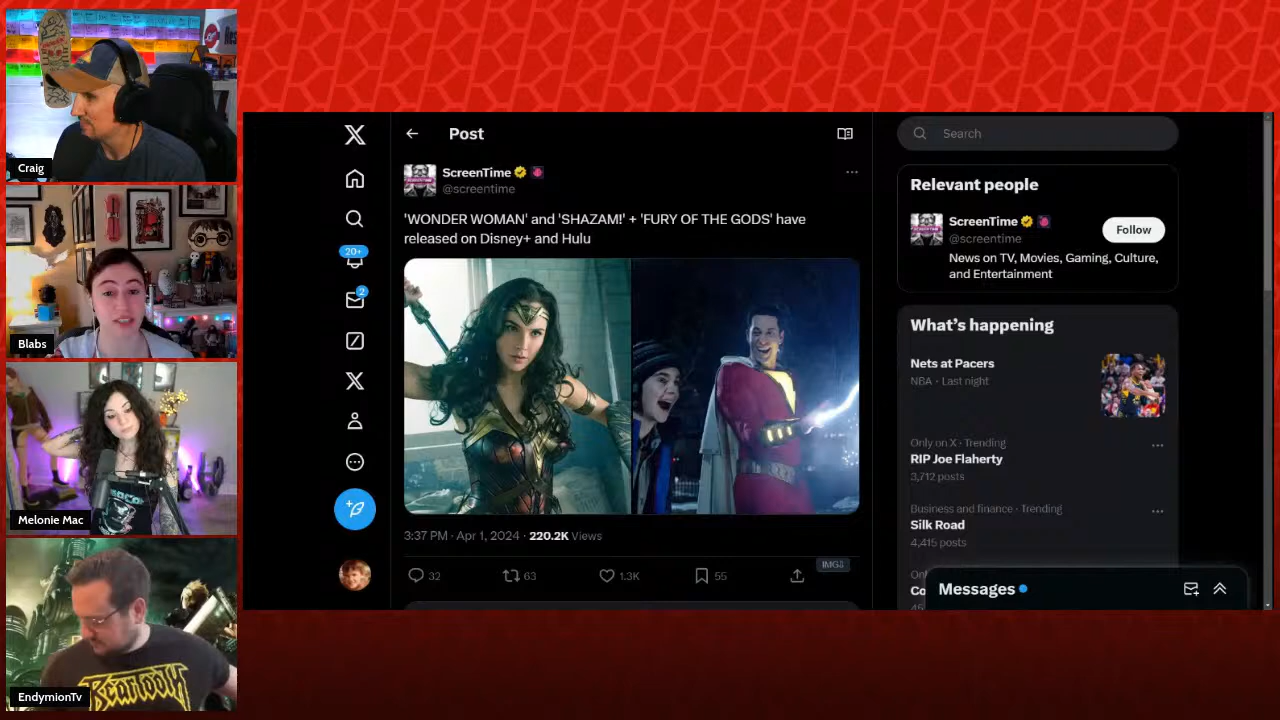 Craig
Blabs
Melonie Mac
Beartooth
EndymionTv
Post
ScreenTime
@screentime
'WONDER WOMAN' and 'SHAZAM!' + 'FURY OF THE GODS' have
released on Disney+ and Hulu
3:37 PM · Apr 1, 2024 · 220.2K Views
32
63
1.3K
55
20+
2
Search
Relevant people
ScreenTime
@screentime
Follow
News on TV, Movies, Gaming, Culture,
and Entertainment
What's happening
Nets at Pacers
NBA · Last night
Only on X · Trending
RIP Joe Flaherty
3,712 posts
Business and finance · Trending
Silk Road
4,415 posts
Messages